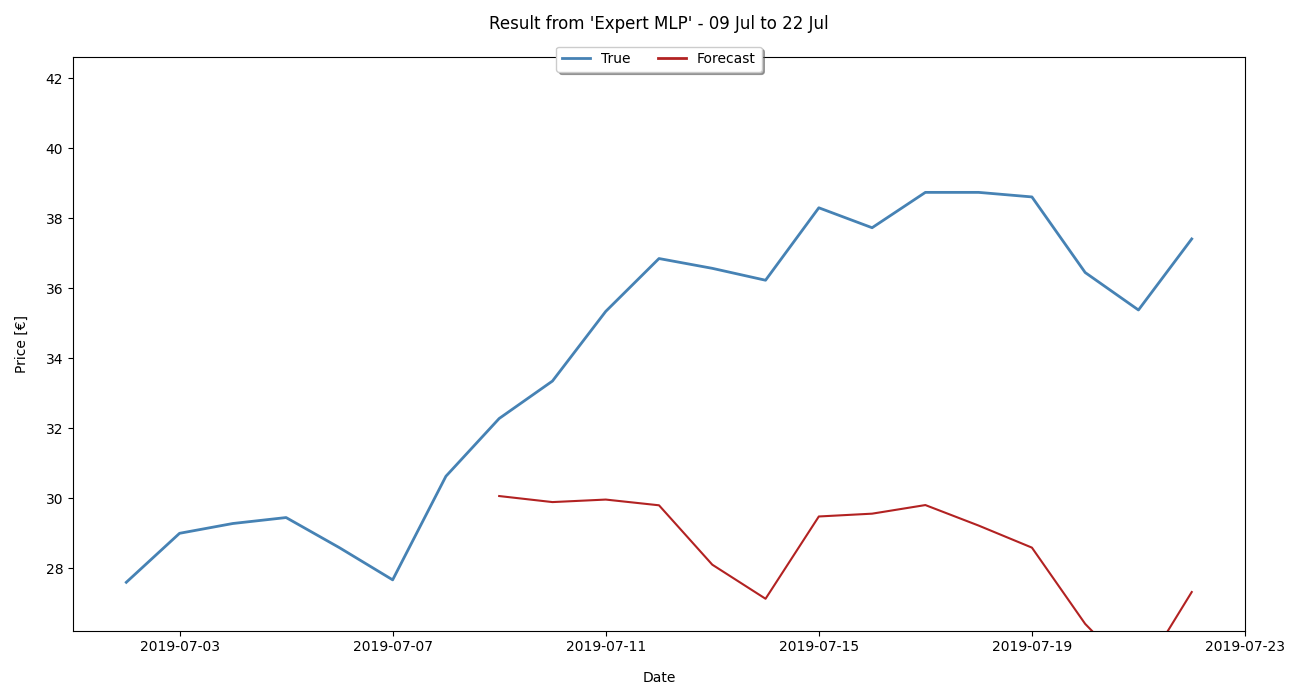 Result from 'Expert MLP' - 09 Jul to 22 Jul
True Forecast
42
40
38
36
34
32
30
28
Price [€]
2019-07-03 2019-07-07 2019-07-11 2019-07-15 2019-07-19 2019-07-23
Date